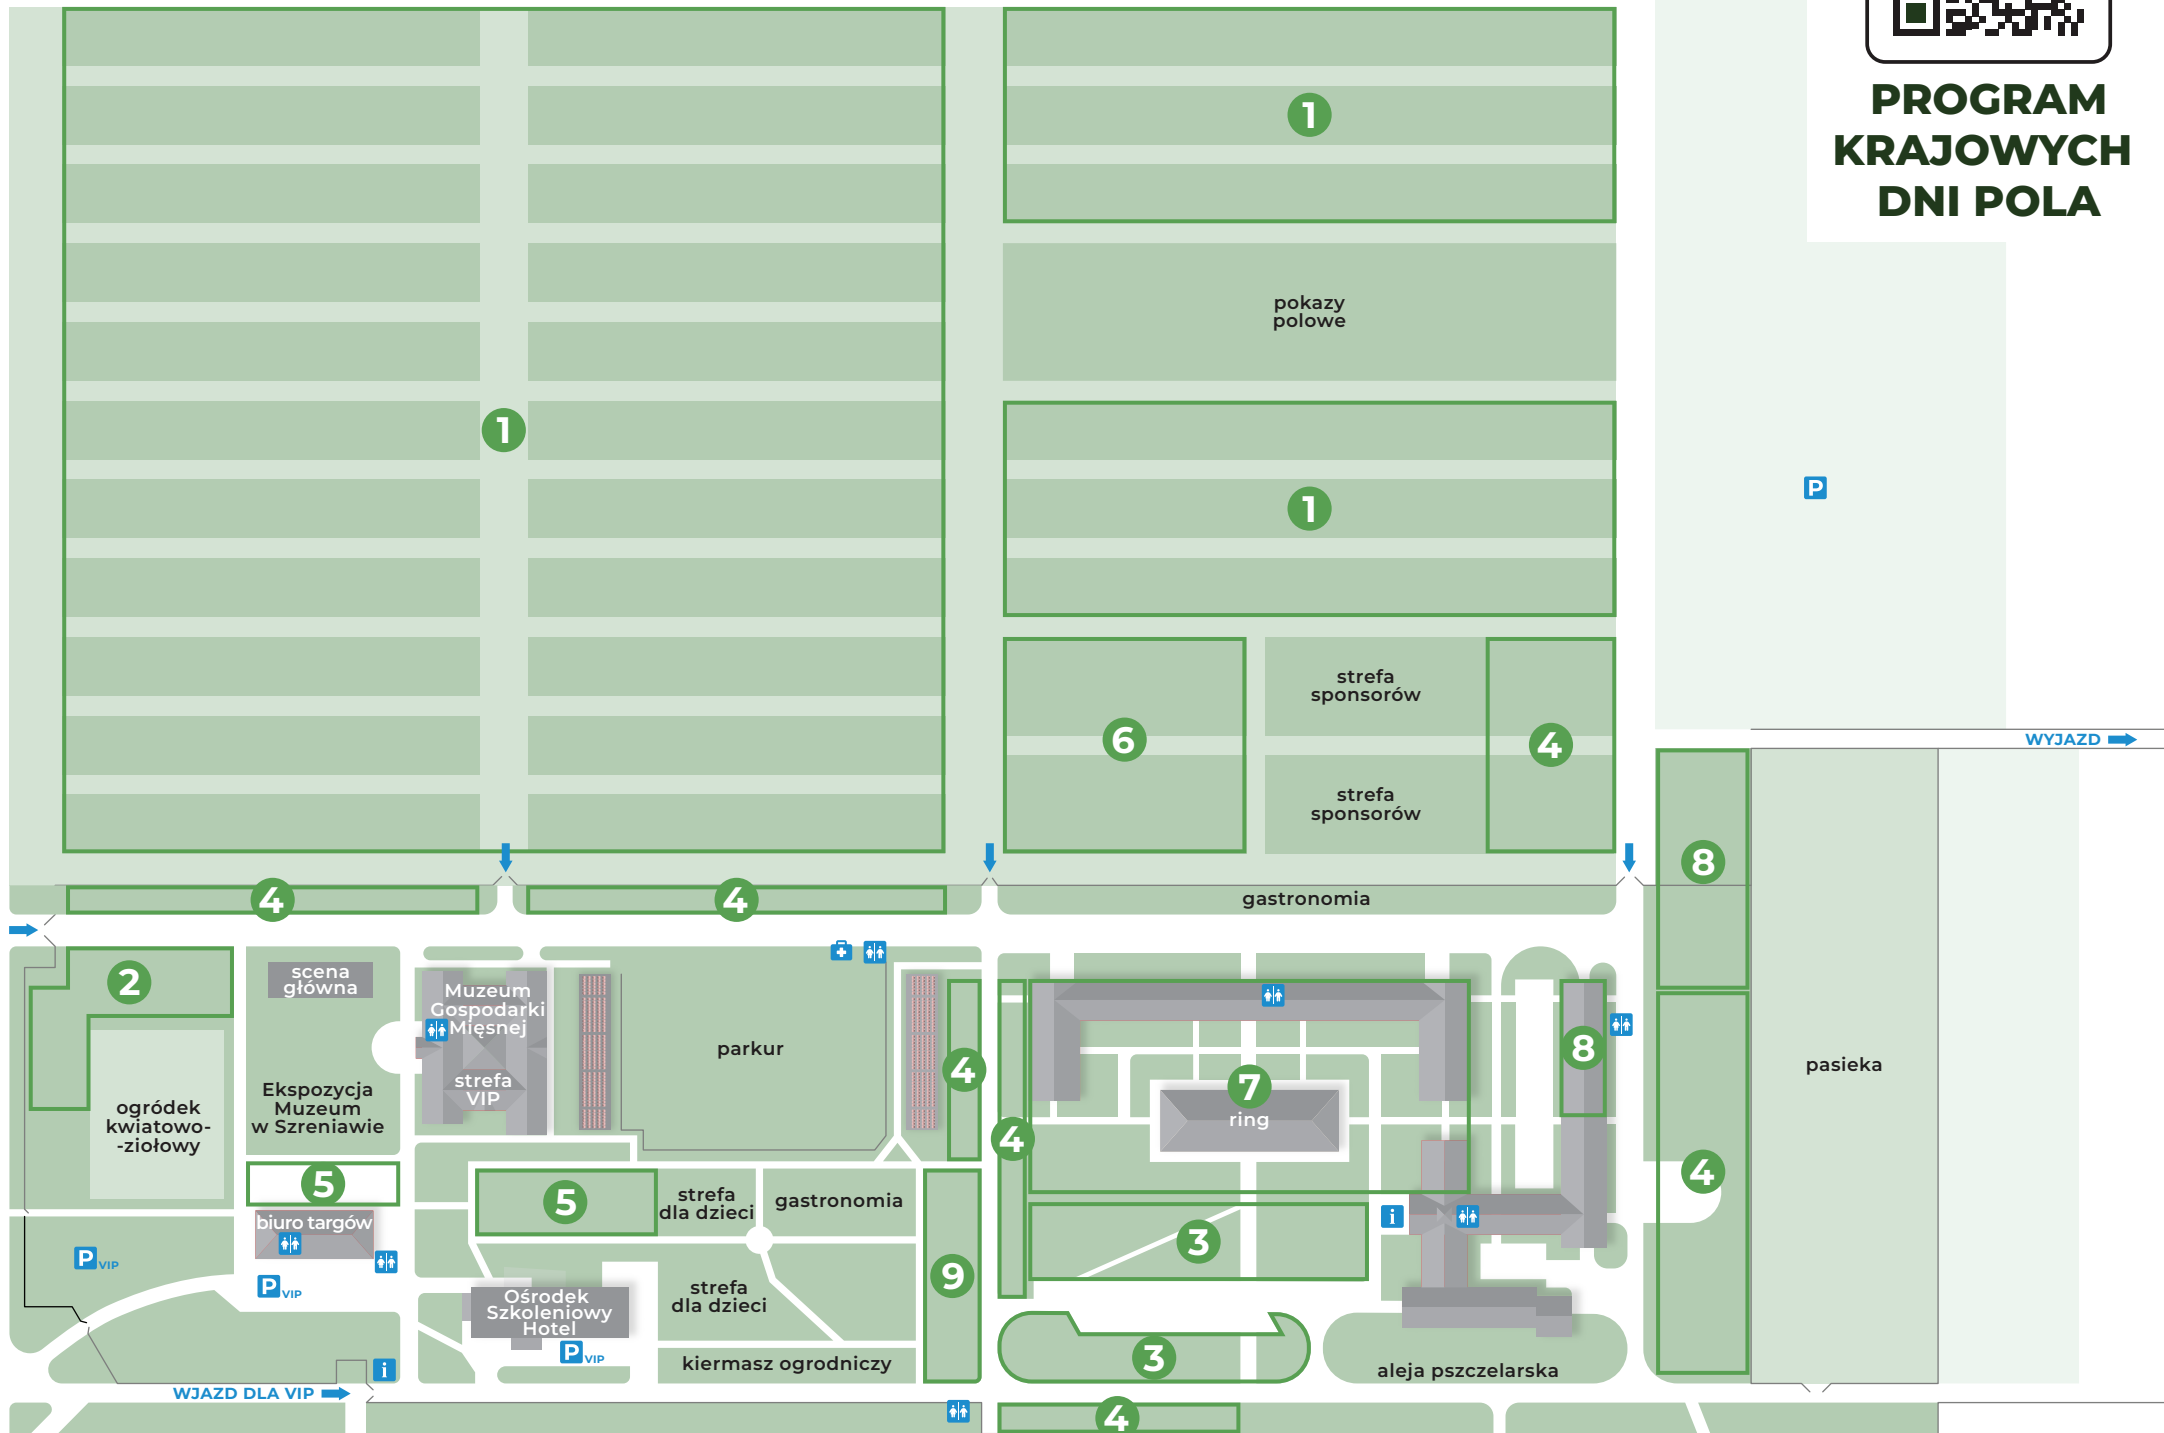 PROGRAM
KRAJOWYCH
DNI POLA
1
pokazy
polowe
1
1
P
strefa
sponsorów
6
4
strefa
sponsorów
WYJAZD
8
4
4
gastronomia
2
scena
główna
Muzeum
Gospodarki
Mięsnej
strefa
VIP
parkur
4
4
7
ring
8
pasieka
Ekspozycja
Muzeum
w Szreniawie
ogródek
kwiatowo-
-ziołowy
5
5
strefa
dla dzieci
gastronomia
4
biuro targów
i
3
P VIP
P VIP
9
strefa
dla dzieci
Ośrodek
Szkoleniowy
Hotel
P VIP
3
kiermasz ogrodniczy
aleja pszczelarska
i
WJAZD DLA VIP
4